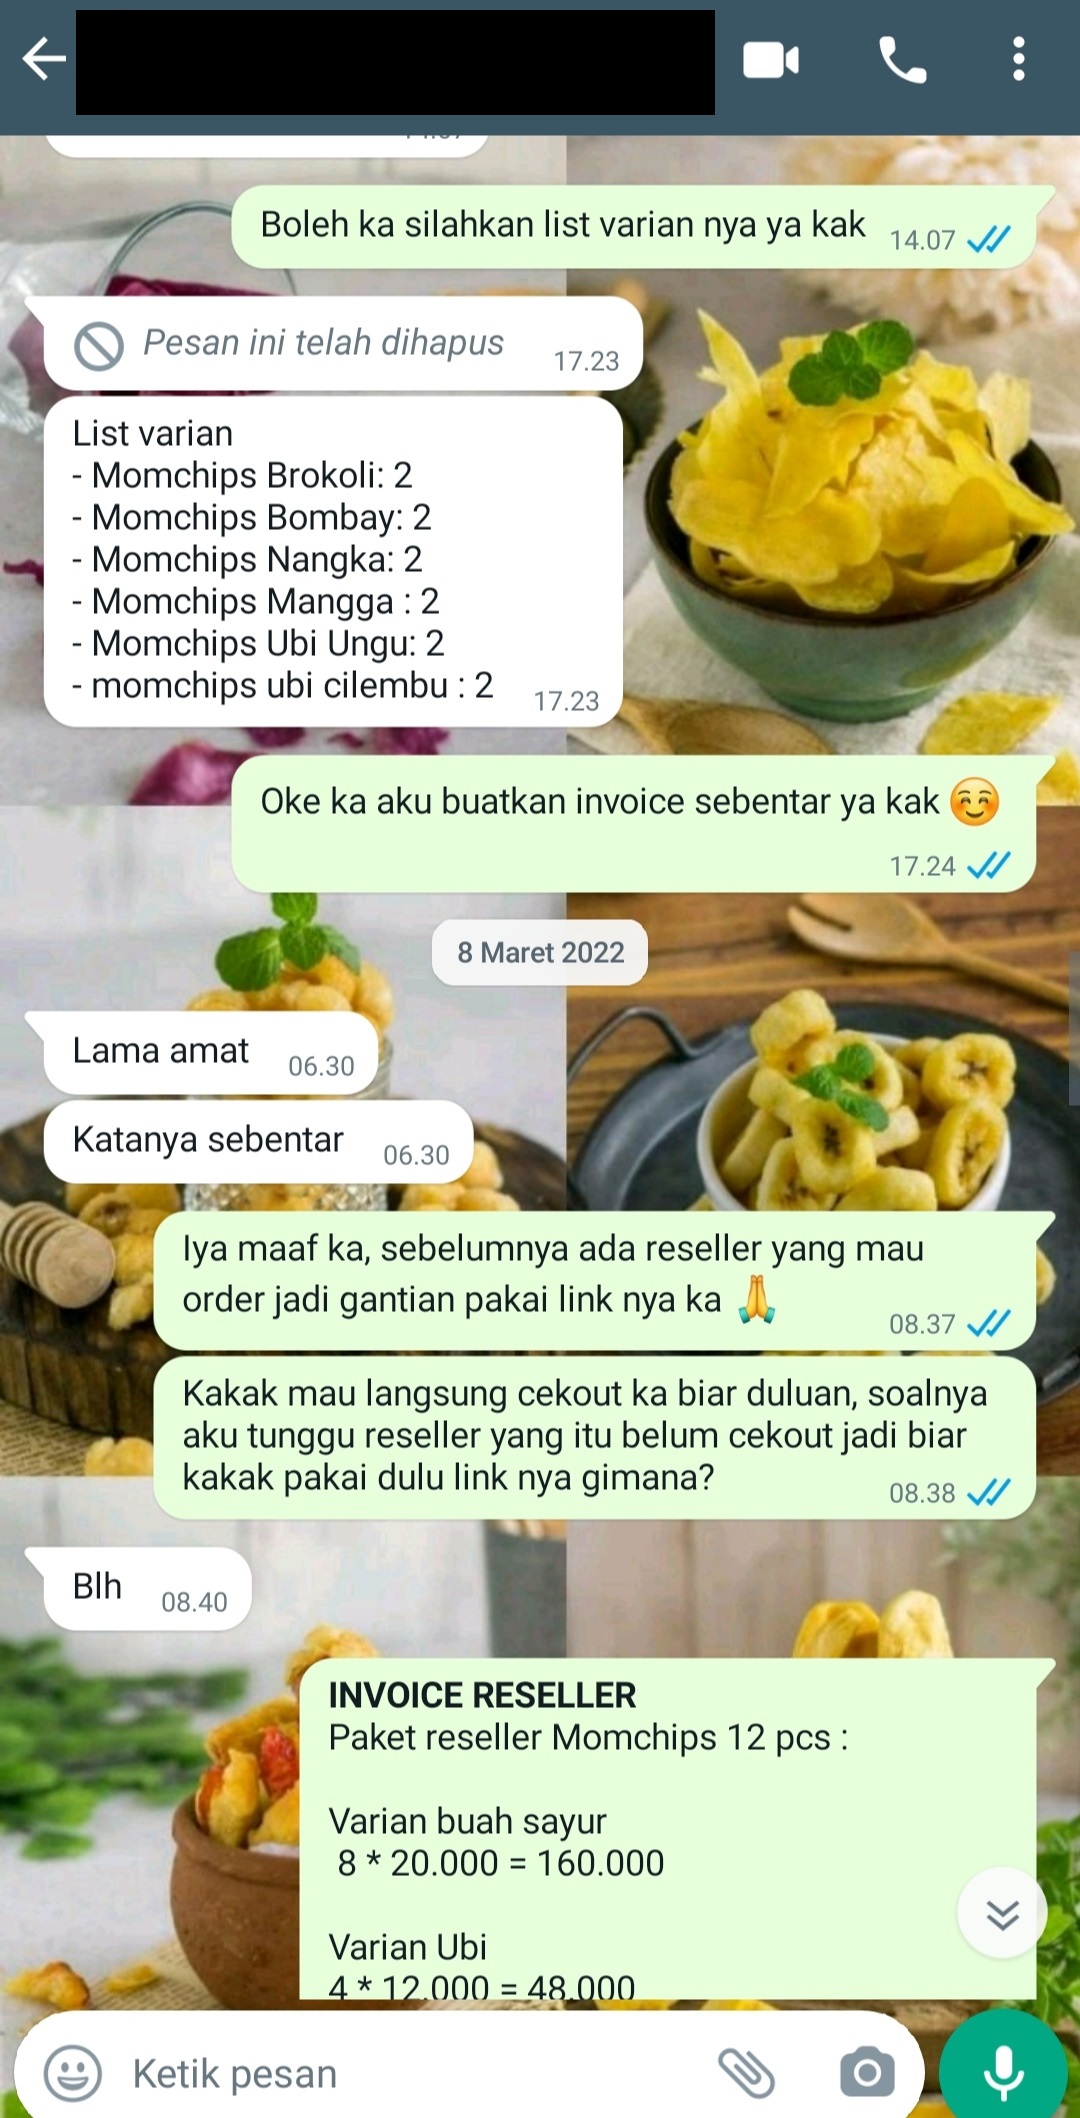 Boleh ka silahkan list varian nya ya kak 14.07
Pesan ini telah dihapus 17.23
List varian
- Momchips Brokoli: 2
- Momchips Bombay: 2
- Momchips Nangka: 2
- Momchips Mangga : 2
- Momchips Ubi Ungu: 2
- momchips ubi cilembu : 2 17.23
Oke ka aku buatkan invoice sebentar ya kak 😊
17.24
8 Maret 2022
Lama amat 06.30
Katanya sebentar 06.30
Iya maaf ka, sebelumnya ada reseller yang mau
order jadi gantian pakai link nya ka 🙏 08.37
Kakak mau langsung cekout ka biar duluan, soalnya
aku tunggu reseller yang itu belum cekout jadi biar
kakak pakai dulu link nya gimana? 08.38
Blh 08.40
INVOICE RESELLER
Paket reseller Momchips 12 pcs :
Varian buah sayur
8 * 20.000 = 160.000
Varian Ubi
4 * 12.000 = 48.000
Ketik pesan